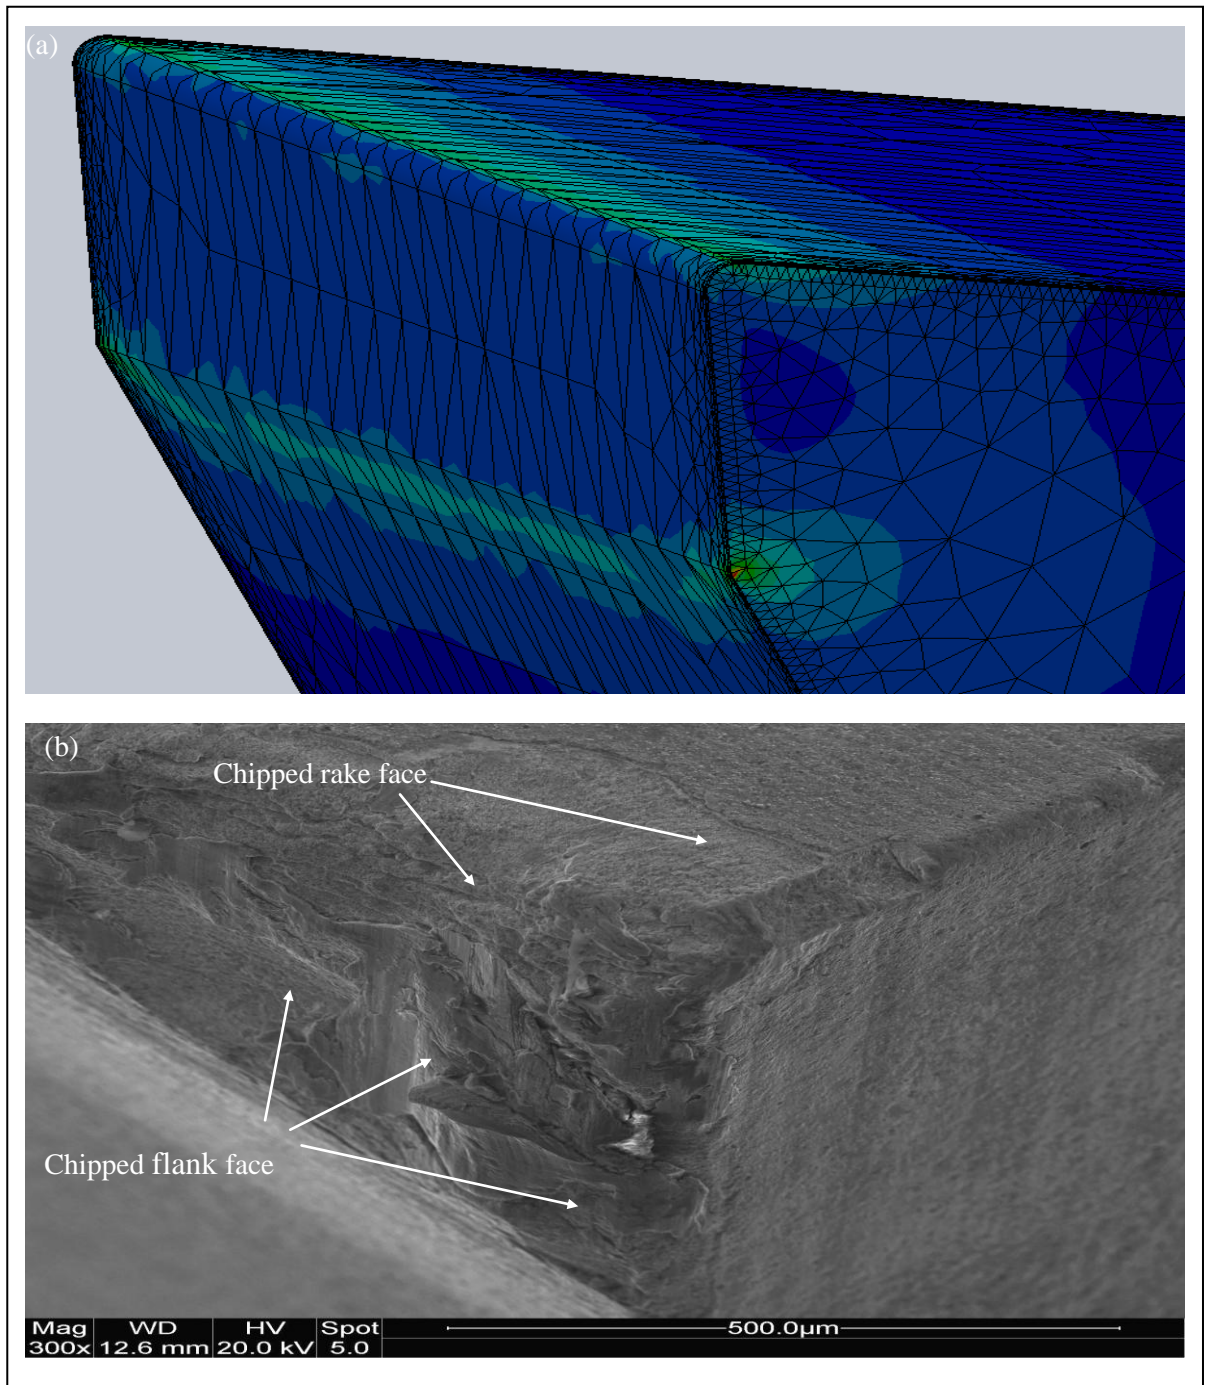 (a)
(b)
Chipped rake face
Chipped flank face
Mag WD HV Spot
300x 12.6 mm 20.0 kV 5.0 500.0µm